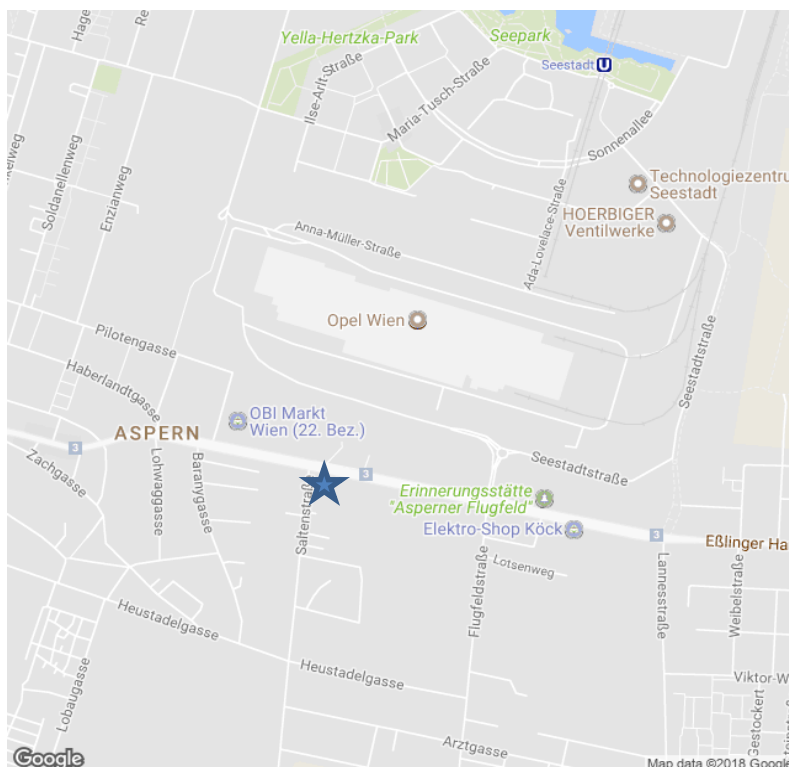 Yella-Hertzka-Park
Seepark
Seestadt U
Ilse-Arlt-Straße
Maria-Tusch-Straße
Sonnenallee
Soldanellenweg
Enzianweg
Technologiezentru
Seestadt
HOERBIGER
Ventilwerke
Ada-Lovelace-Straße
Anna-Müller-Straße
Opel Wien
Pilotengasse
Haberlandtgasse
Seestadtstraße
OBI Markt
Wien (22. Bez.)
ASPERN
3
Zachgasse
Lohwaggasse
Baranygasse
Saltenstraße
3
Seestadtstraße
Erinnerungsstätte
"Asperner Flugfeld"
Elektro-Shop Köck
3
Eßlinger Ha
Lotsenweg
Flugfeldstraße
Lannesstraße
Weibelstraße
Heustadelgasse
Heustadelgasse
Viktor-W
Lobaugasse
Gestockert
Arztgasse
Google
Map data ©2018 Google